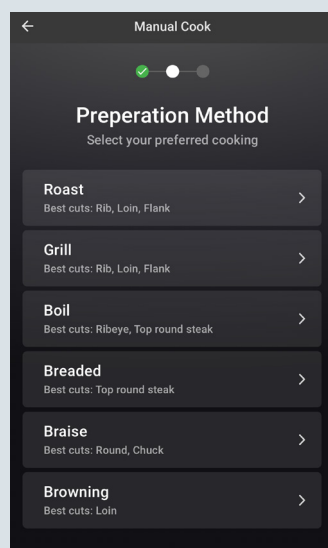 Manual Cook
Preperation Method
Select your preferred cooking
Roast
Best cuts: Rib, Loin, Flank
Grill
Best cuts: Rib, Loin, Flank
Boil
Best cuts: Ribeye, Top round steak
Breaded
Best cuts: Top round steak
Braise
Best cuts: Round, Chuck
Browning
Best cuts: Loin